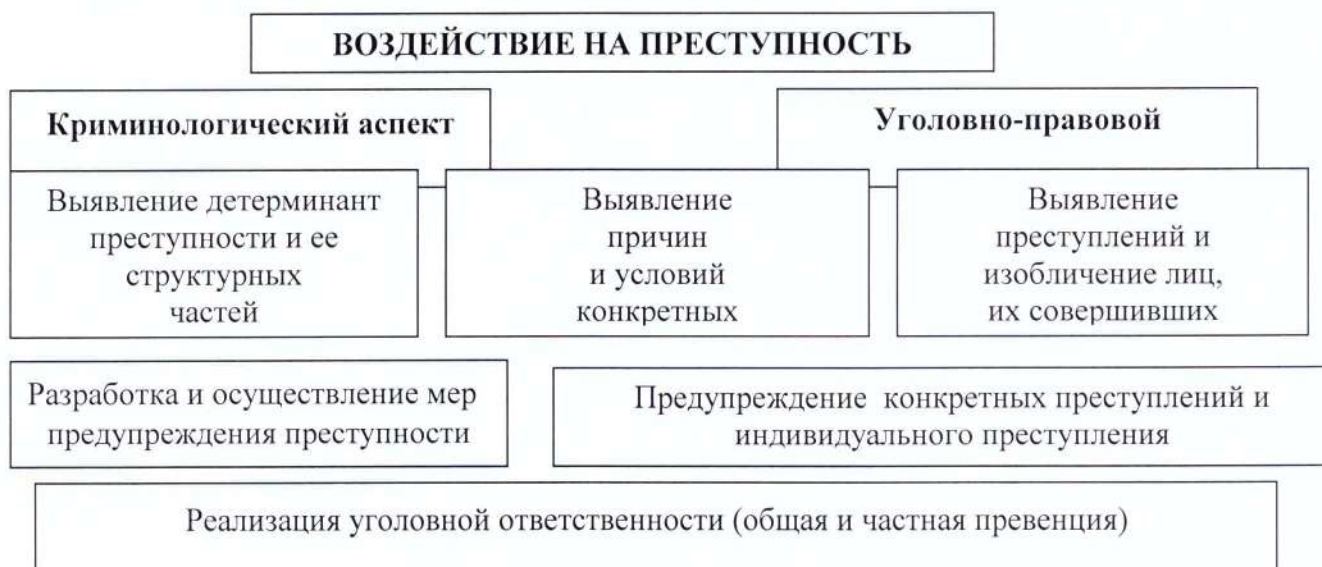 ВОЗДЕЙСТВИЕ НА ПРЕСТУПНОСТЬ
Криминологический аспект
Уголовно-правовой
Выявление детерминант
преступности и ее
структурных
частей
Выявление
причин
и условий
конкретных
Выявление
преступлений и
изобличение лиц,
их совершивших
Разработка и осуществление мер
предупреждения преступности
Предупреждение конкретных преступлений и
индивидуального преступления
Реализация уголовной ответственности (общая и частная превенция)